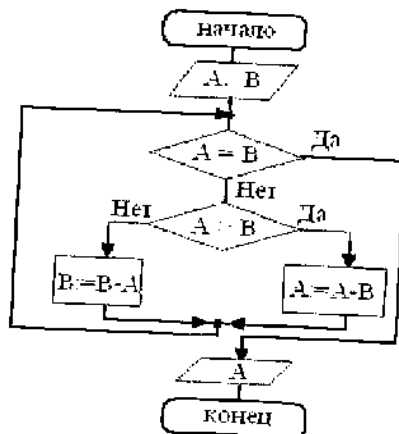 начало
A, B
A = B
Да
Нет
Нет
A > B
Да
B:=B-A
A:=A-B
A
конец